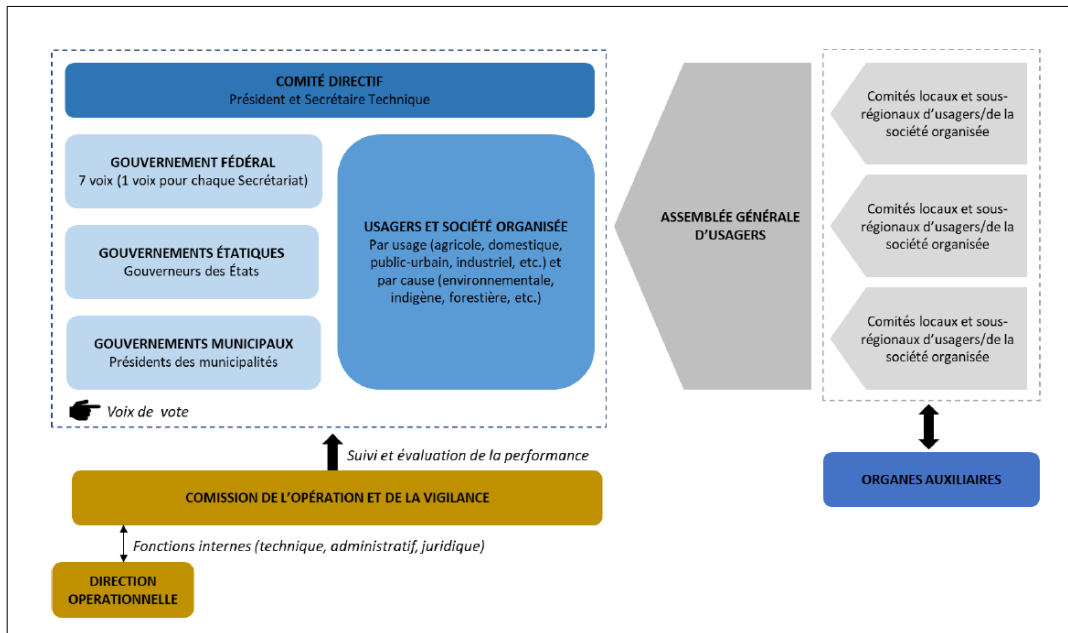 COMITÉ DIRECTIF
Président et Secrétaire Technique
GOUVERNEMENT FÉDÉRAL
7 voix (1 voix pour chaque Secrétariat)
GOUVERNEMENTS ÉTATIQUES
Gouverneurs des États
GOUVERNEMENTS MUNICIPAUX
Présidents des municipalités
USAGERS ET SOCIÉTÉ ORGANISÉE
Par usage (agricole, domestique,
public-urbain, industriel, etc.) et
par cause (environnementale,
indigène, forestière, etc.)
Voix de vote
ASSEMBLÉE GÉNÉRALE
D'USAGERS
Comités locaux et sous-
régionaux d'usagers/de la
société organisée
Comités locaux et sous-
régionaux d'usagers/de la
société organisée
Comités locaux et sous-
régionaux d'usagers/de la
société organisée
Suivi et évaluation de la performance
COMISSION DE L'OPÉRATION ET DE LA VIGILANCE
ORGANES AUXILIAIRES
Fonctions internes (technique, administratif, juridique)
DIRECTION
OPERATIONNELLE